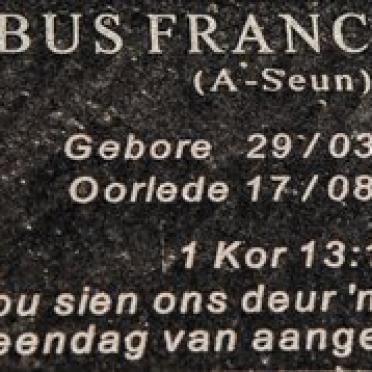 BUS FRANC
(A-Seun)
Gebore 29/03
Oorlede 17/08
1 Kor 13:1
ou sien ons deur 'n
eendag van aange